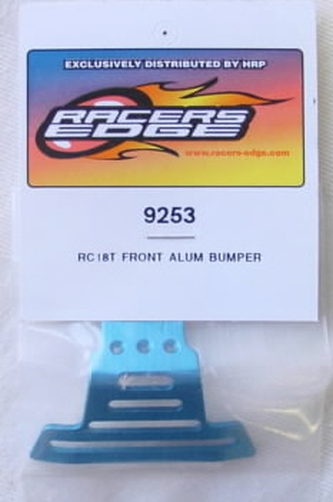 EXCLUSIVELY DISTRIBUTED BY HRP
RACERS
EDGE
www.racers-edge.com
9253
RC18T FRONT ALUM BUMPER